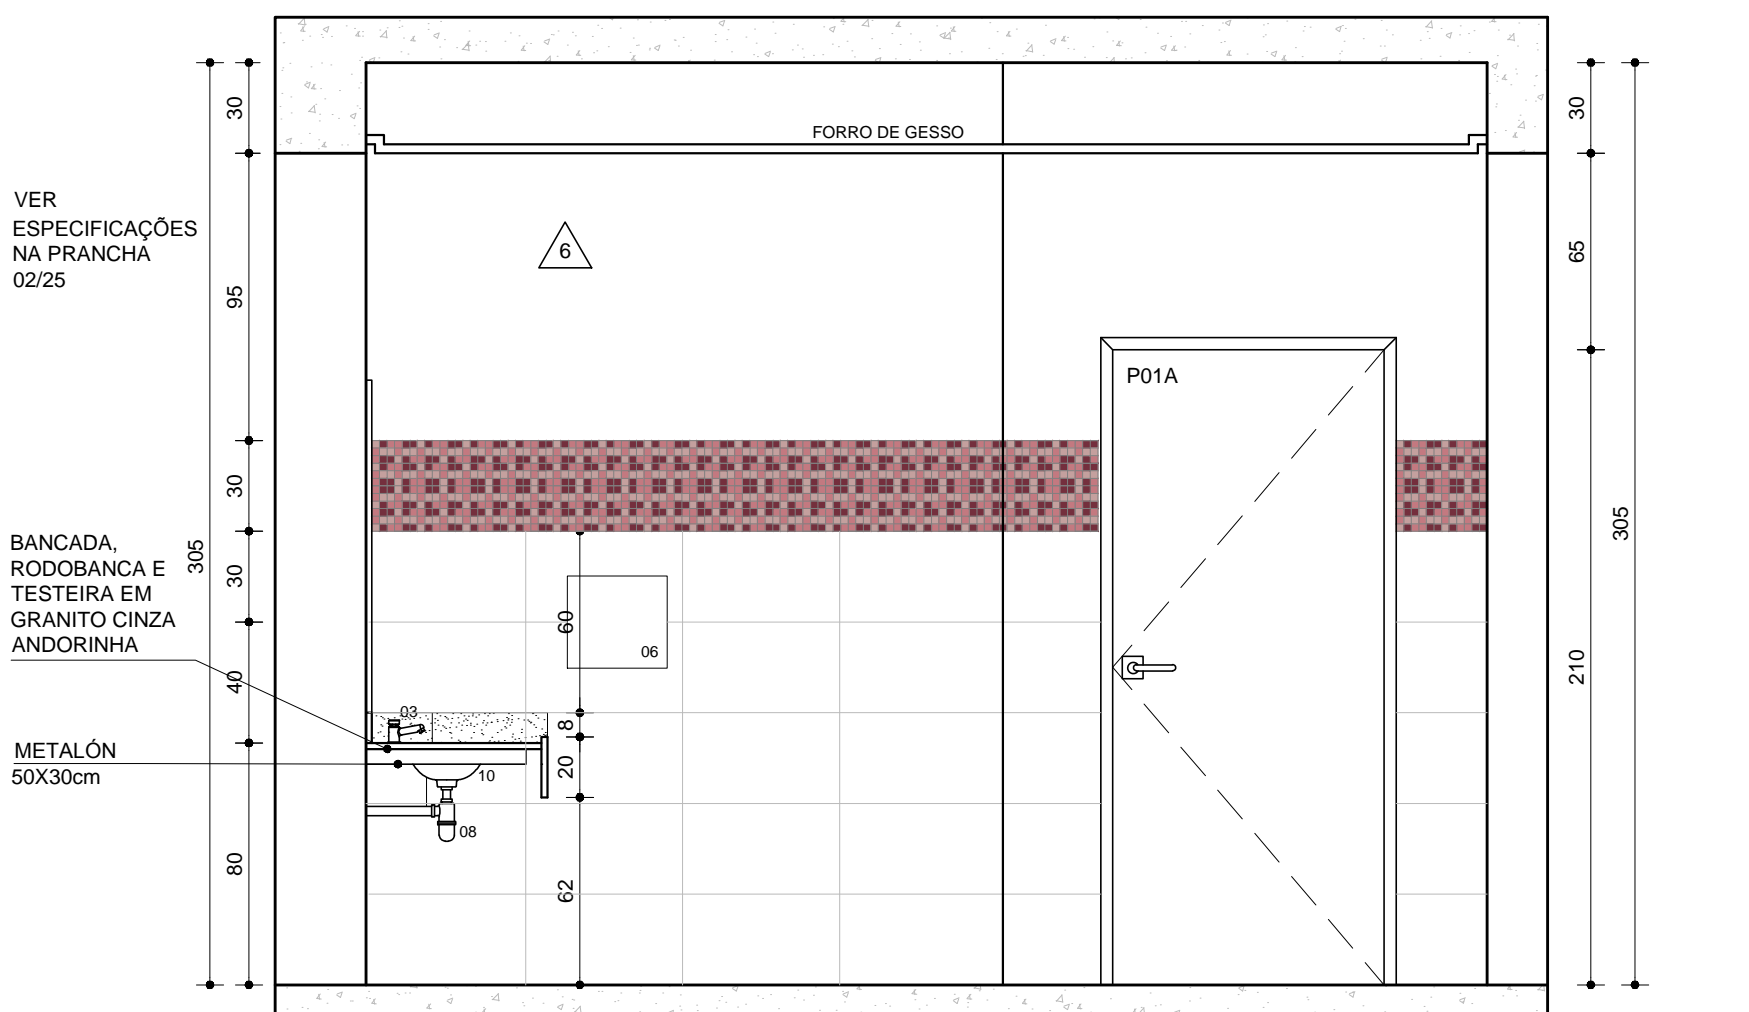 FORRO DE GESSO
30
30
VER
ESPECIFICAÇÕES
NA PRANCHA
02/25
6
65
95
P01A
30
305
305
BANCADA,
RODOBANCA E
TESTEIRA EM
GRANITO CINZA
ANDORINHA
30
60
06
210
40
03
8
METALÓN
50X30cm
20
10
08
80
62